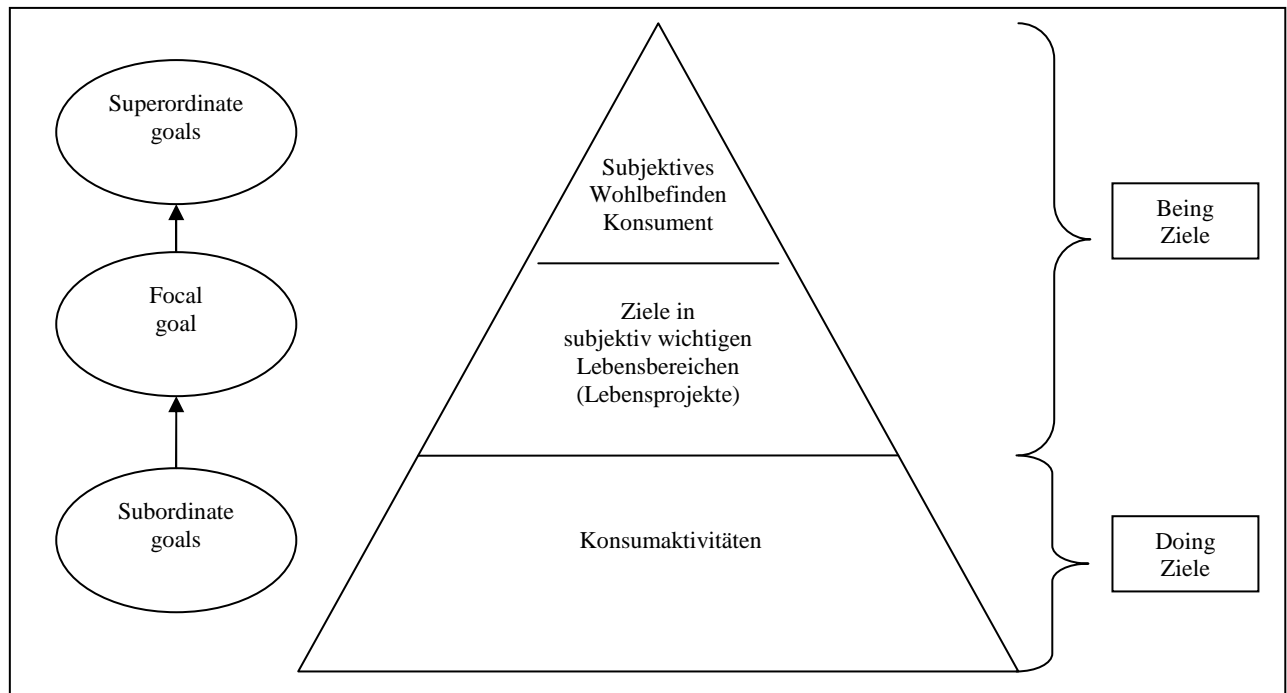 Superordinate
goals
Focal
goal
Subordinate
goals
Subjektives
Wohlbefinden
Konsument
Ziele in
subjektiv wichtigen
Lebensbereichen
(Lebensprojekte)
Konsumaktivitäten
Being
Ziele
Doing
Ziele